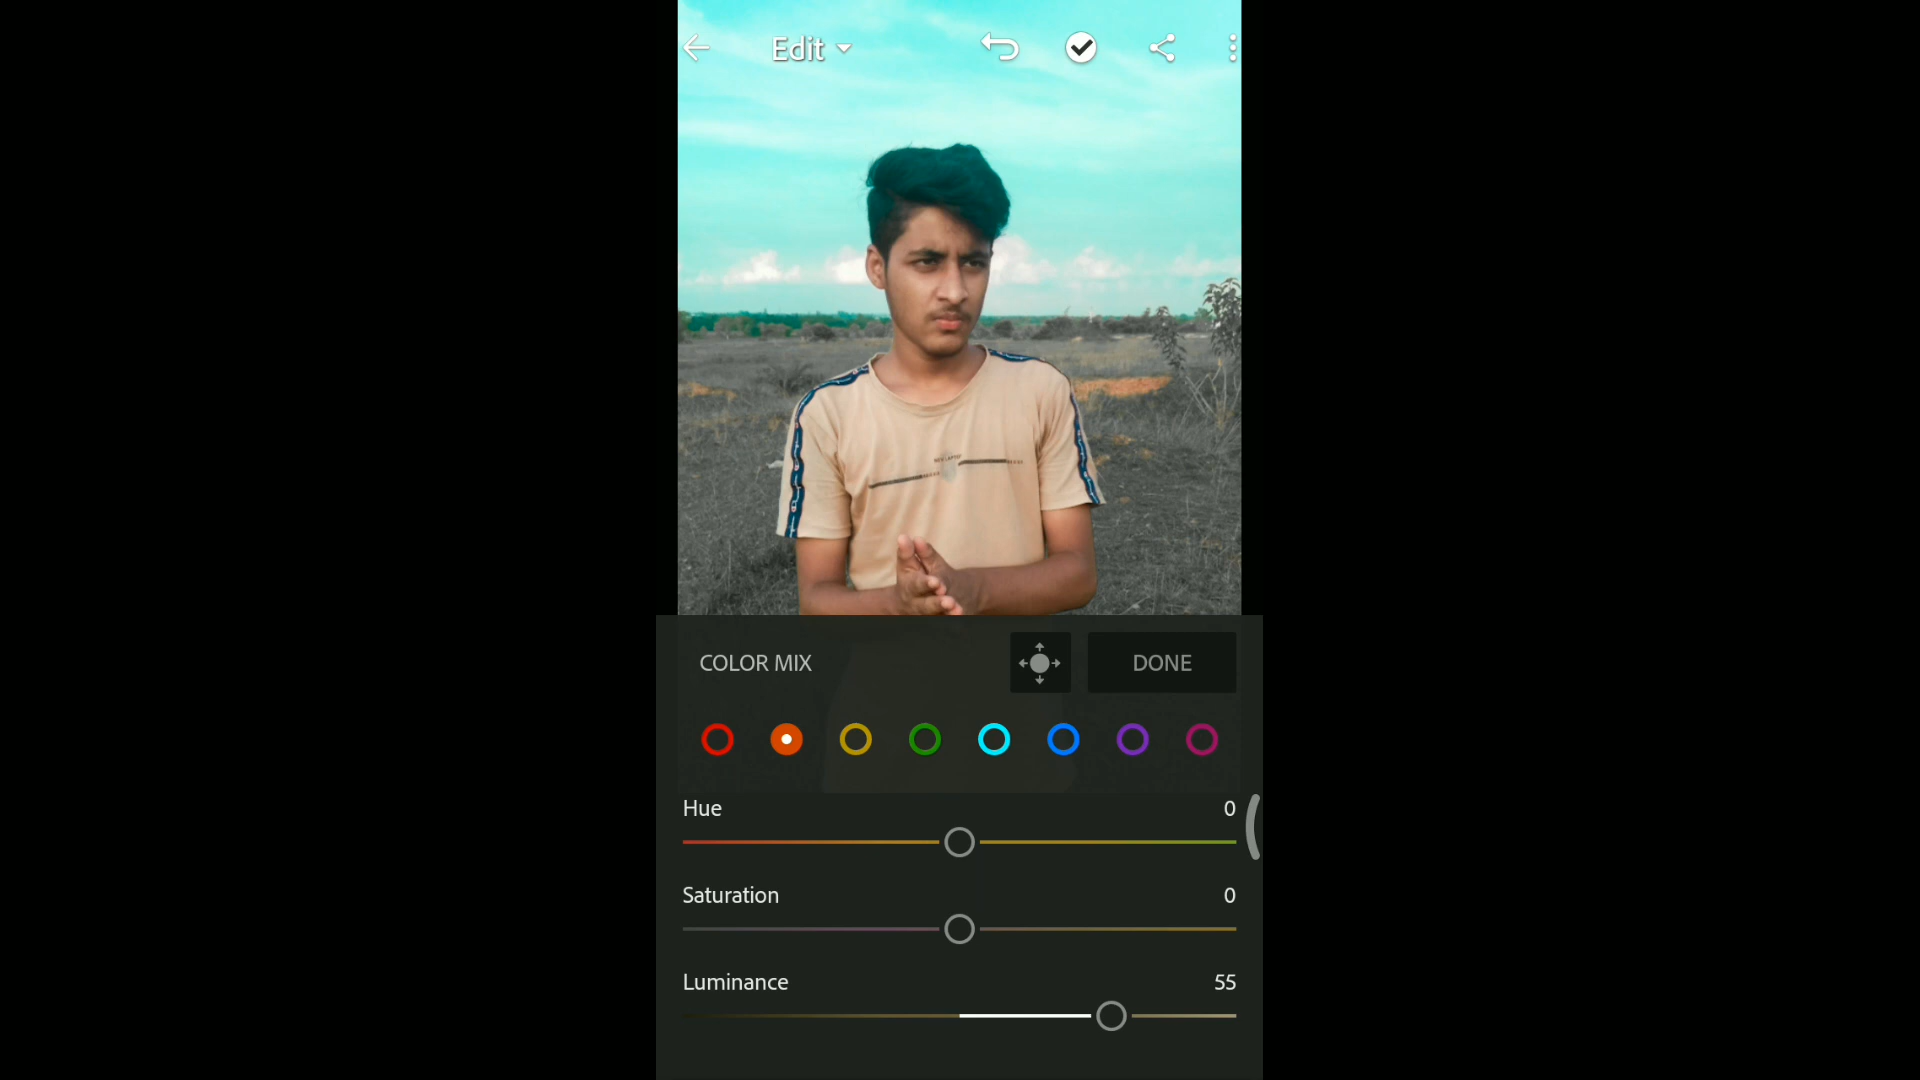 Edit
COLOR MIX
DONE
Hue 0
Saturation 0
Luminance 55